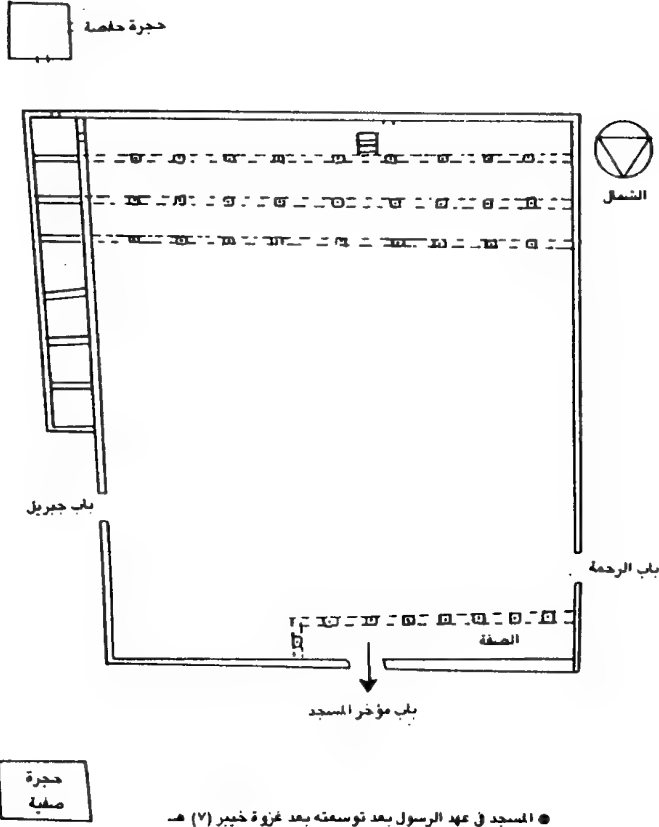 حجرة حفصة
الشمال
باب جبريل
باب الرحمة
الصفة
باب مؤخر المسجد
حجرة
صفية
● المسجد في عهد الرسول بعد توسعته بعد غزوة خيبر (٧) هـ